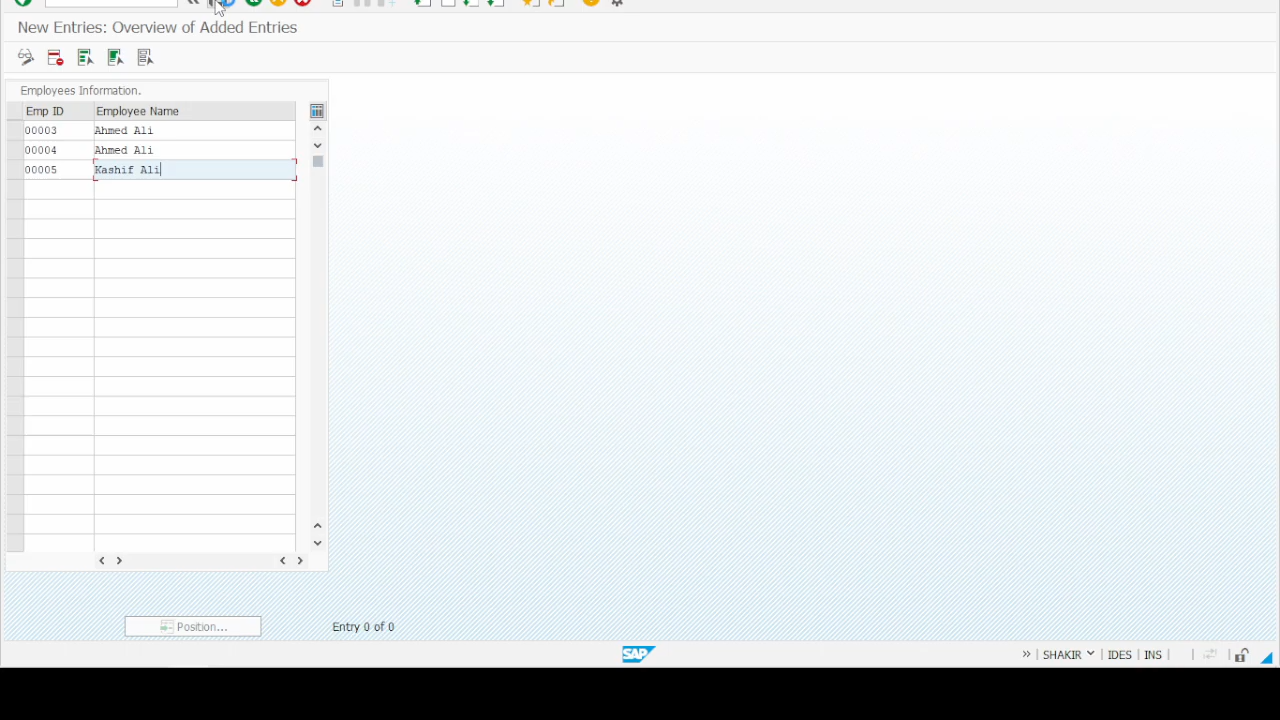 New Entries: Overview of Added Entries
Employees Information.
Emp ID Employee Name
00003 Ahmed Ali
00004 Ahmed Ali
00005 Kashif Ali
Position... Entry 0 of 0
SAP » SHAKIR IDES INS